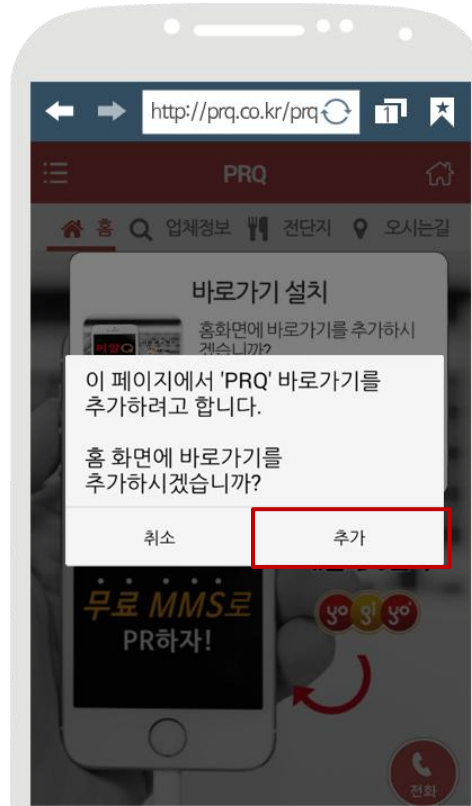 http://prq.co.kr/prq
1
PRQ
홈 업체정보 전단지 오시는길
바로가기 설치
홈화면에 바로가기를 추가하시
겠습니까?
이 페이지에서 'PRQ' 바로가기를
추가하려고 합니다.
홈 화면에 바로가기를
추가하시겠습니까?
취소 추가
무료 MMS로
PR하자!
yo gi yo
전화